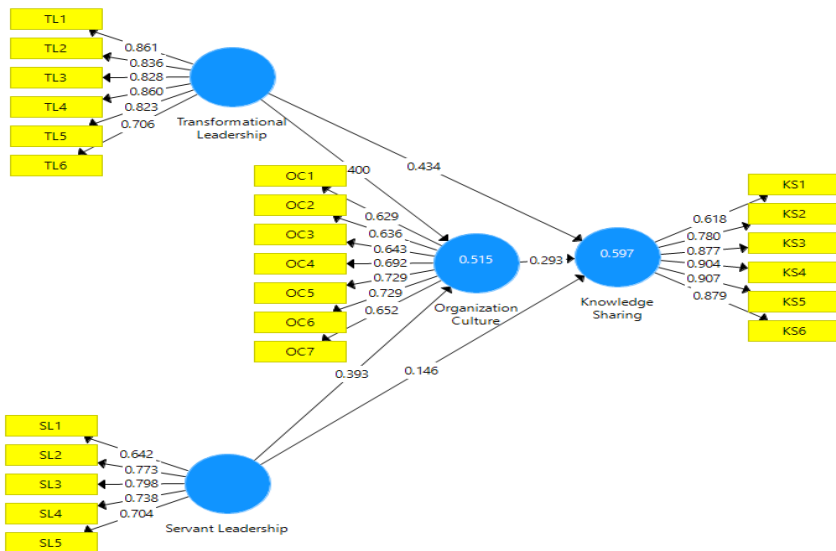 TL1
TL2
TL3
TL4
TL5
TL6
0.861
0.836
0.828
0.860
0.823
0.706
Transformational
Leadership
400
0.434
OC1
OC2
OC3
OC4
OC5
OC6
OC7
0.629
0.636
0.643
0.692
0.729
0.729
0.652
0.515
Organization
Culture
0.293
0.597
Knowledge
Sharing
KS1
KS2
KS3
KS4
KS5
KS6
0.618
0.780
0.877
0.904
0.907
0.879
0.393
0.146
SL1
SL2
SL3
SL4
SL5
0.642
0.773
0.798
0.738
0.704
Servant Leadership